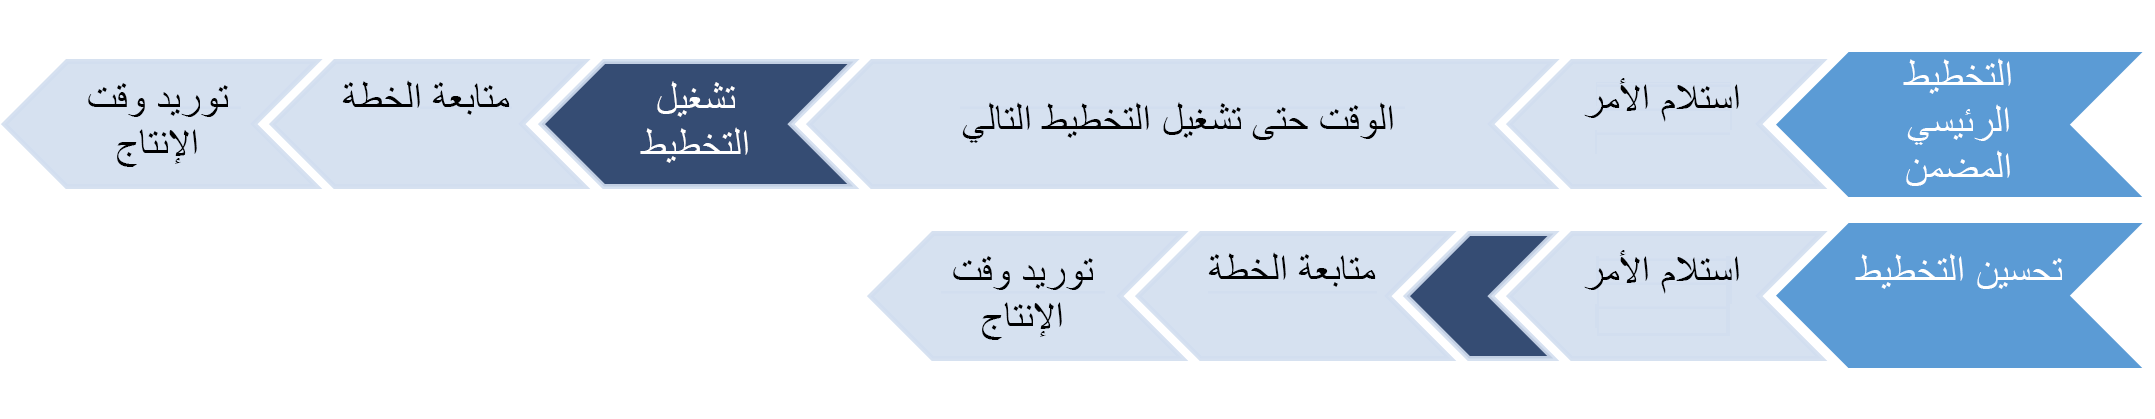 التخطيط
الرئيسي
المضمن
استلام الأمر
الوقت حتى تشغيل التخطيط التالي
تشغيل
التخطيط
متابعة الخطة
توريد وقت
الإنتاج
تحسين التخطيط
استلام الأمر
متابعة الخطة
توريد وقت
الإنتاج